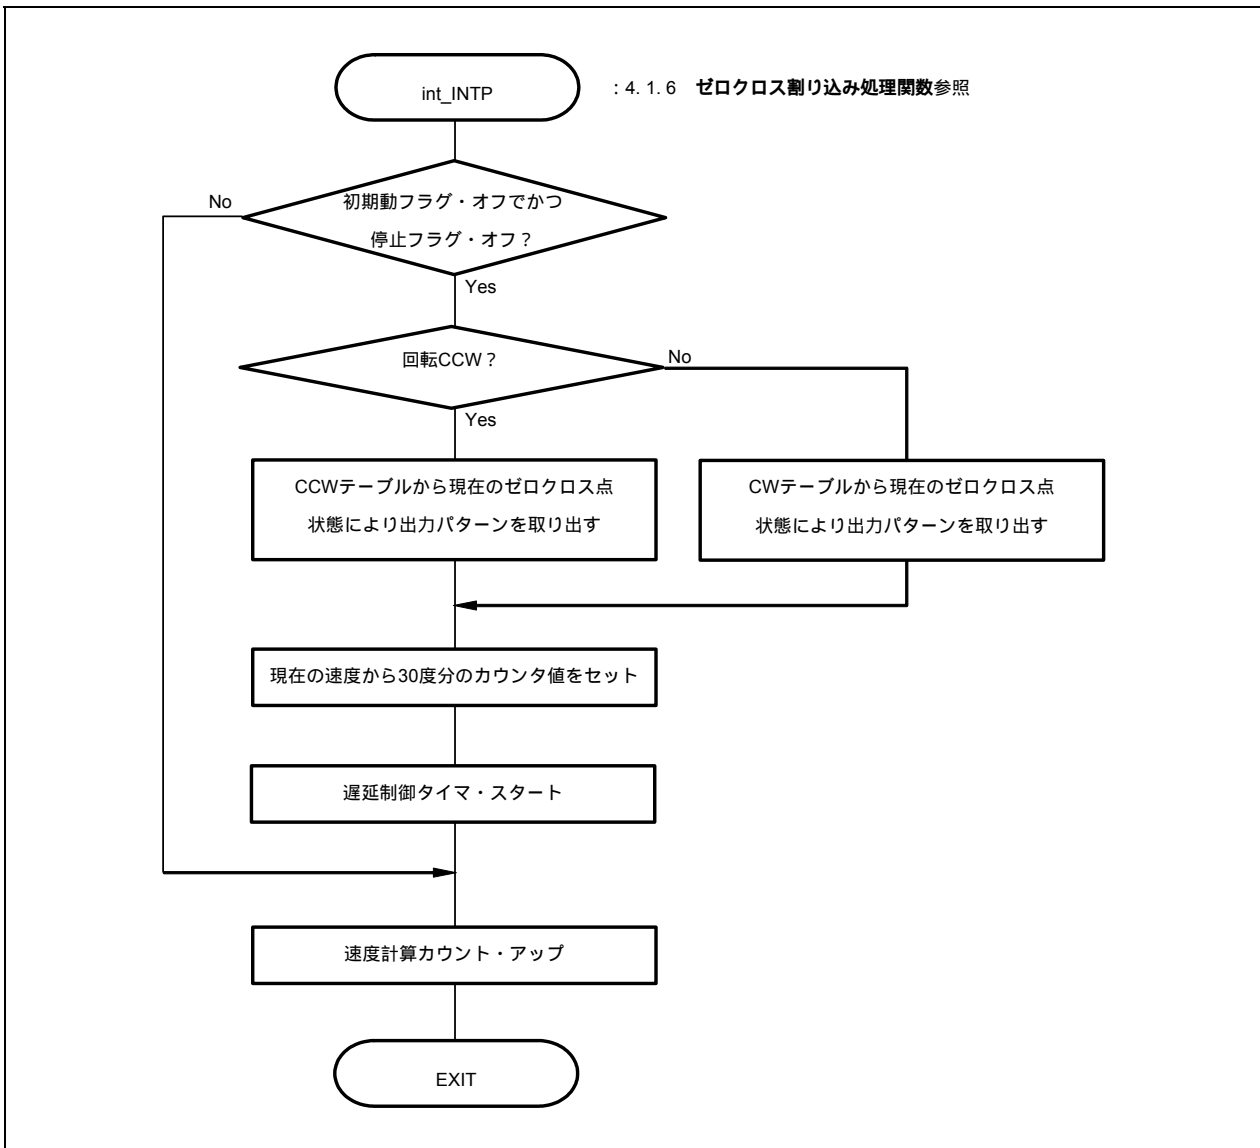 int_INTP
：4. 1. 6　ゼロクロス割り込み処理関数参照
初期動フラグ・オフでかつ
停止フラグ・オフ？
No
Yes
回転CCW？
No
Yes
CCWテーブルから現在のゼロクロス点
状態により出力パターンを取り出す
CWテーブルから現在のゼロクロス点
状態により出力パターンを取り出す
現在の速度から30度分のカウンタ値をセット
遅延制御タイマ・スタート
速度計算カウント・アップ
EXIT